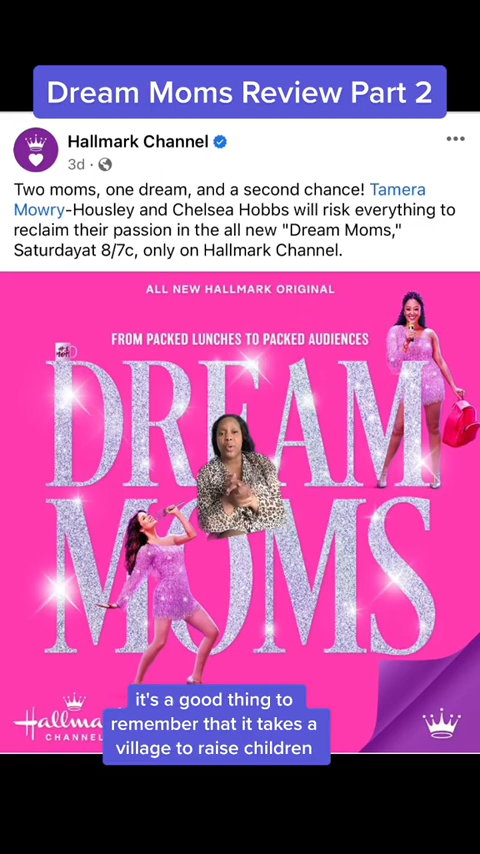 Dream Moms Review Part 2
Hallmark Channel
3d ·
Two moms, one dream, and a second chance! Tamera
Mowry-Housley and Chelsea Hobbs will risk everything to
reclaim their passion in the all new "Dream Moms,"
Saturdayat 8/7c, only on Hallmark Channel.
ALL NEW HALLMARK ORIGINAL
FROM PACKED LUNCHES TO PACKED AUDIENCES
#1
MOM
DREAM
MOMS
Hallma
CHANNEL
it's a good thing to
remember that it takes a
village to raise children